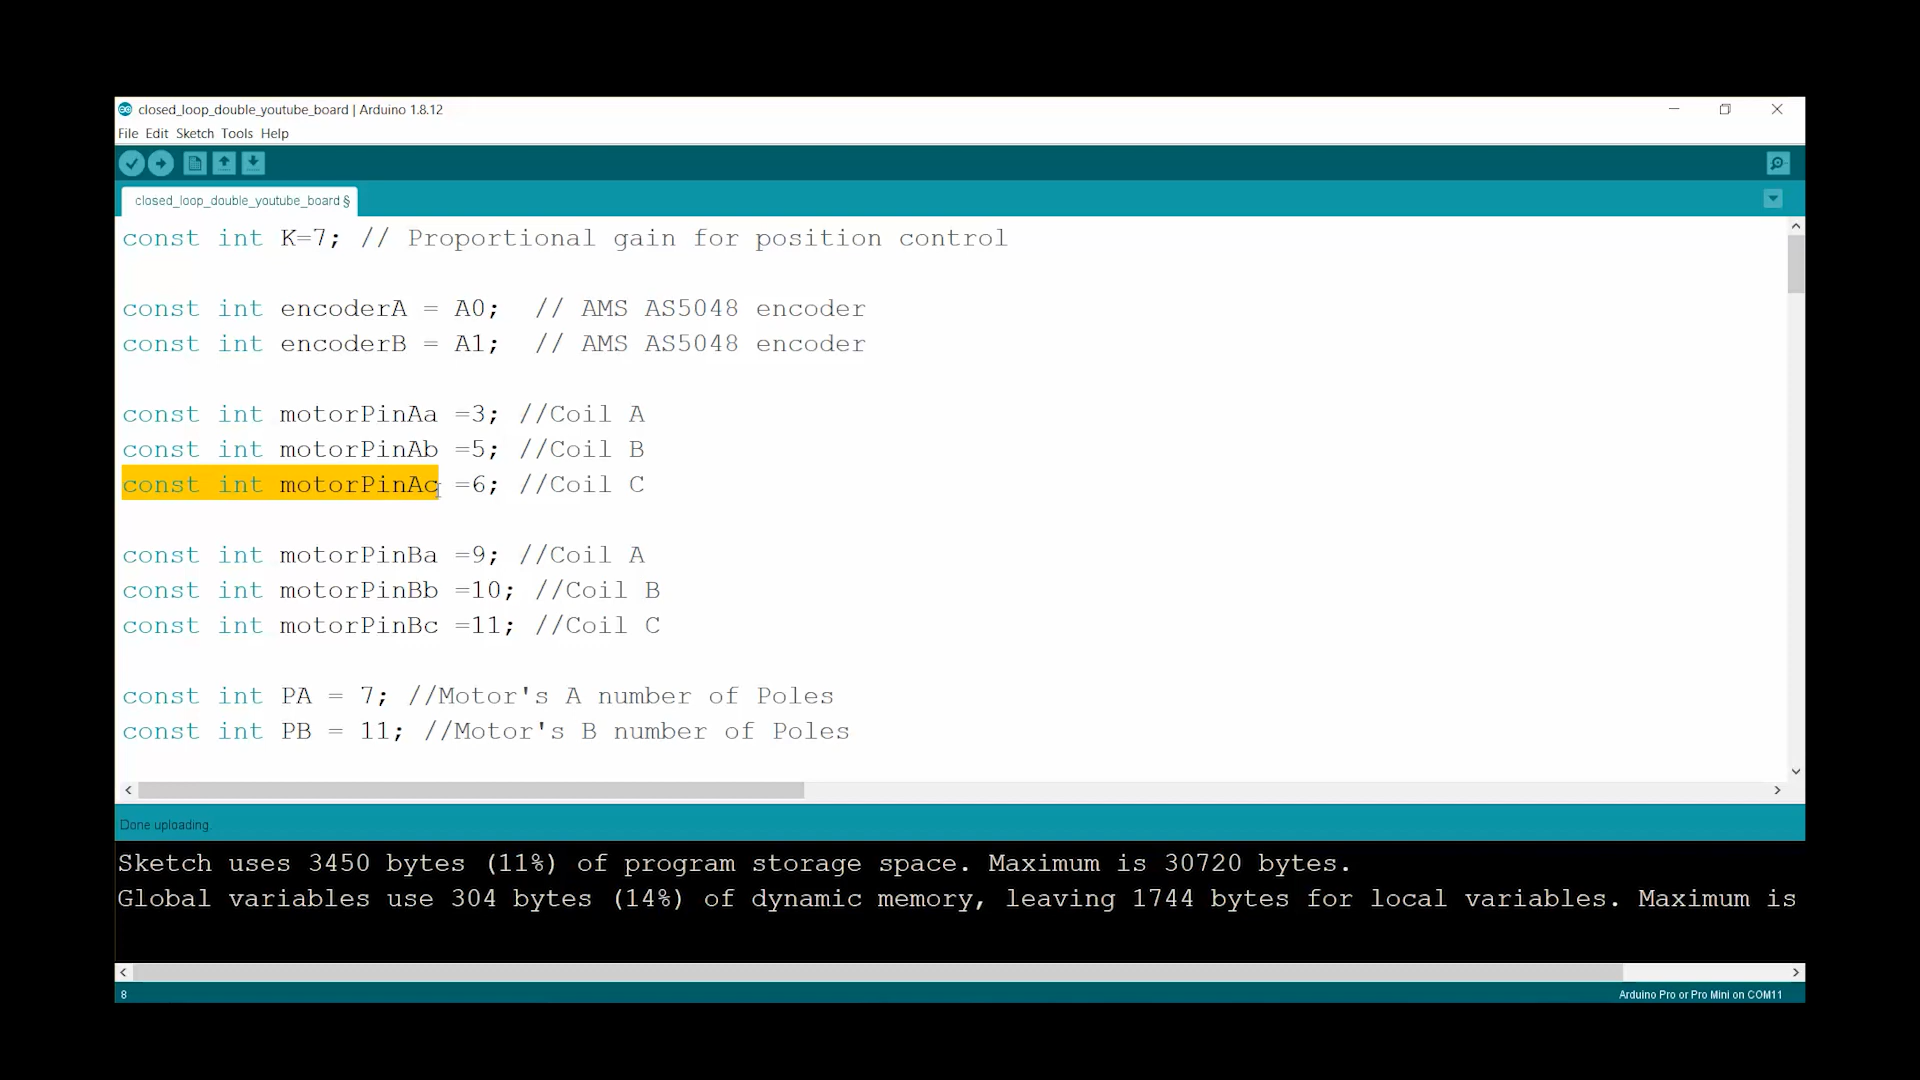 closed_loop_double_youtube_board | Arduino 1.8.12
File Edit Sketch Tools Help
closed_loop_double_youtube_board §
const int K=7; // Proportional gain for position control
const int encoderA = A0;  // AMS AS5048 encoder
const int encoderB = A1;  // AMS AS5048 encoder
const int motorPinAa =3; //Coil A
const int motorPinAb =5; //Coil B
const int motorPinAc =6; //Coil C
const int motorPinBa =9; //Coil A
const int motorPinBb =10; //Coil B
const int motorPinBc =11; //Coil C
const int PA = 7; //Motor's A number of Poles
const int PB = 11; //Motor's B number of Poles
Done uploading.
Sketch uses 3450 bytes (11%) of program storage space. Maximum is 30720 bytes.
Global variables use 304 bytes (14%) of dynamic memory, leaving 1744 bytes for local variables. Maximum is
8
Arduino Pro or Pro Mini on COM11